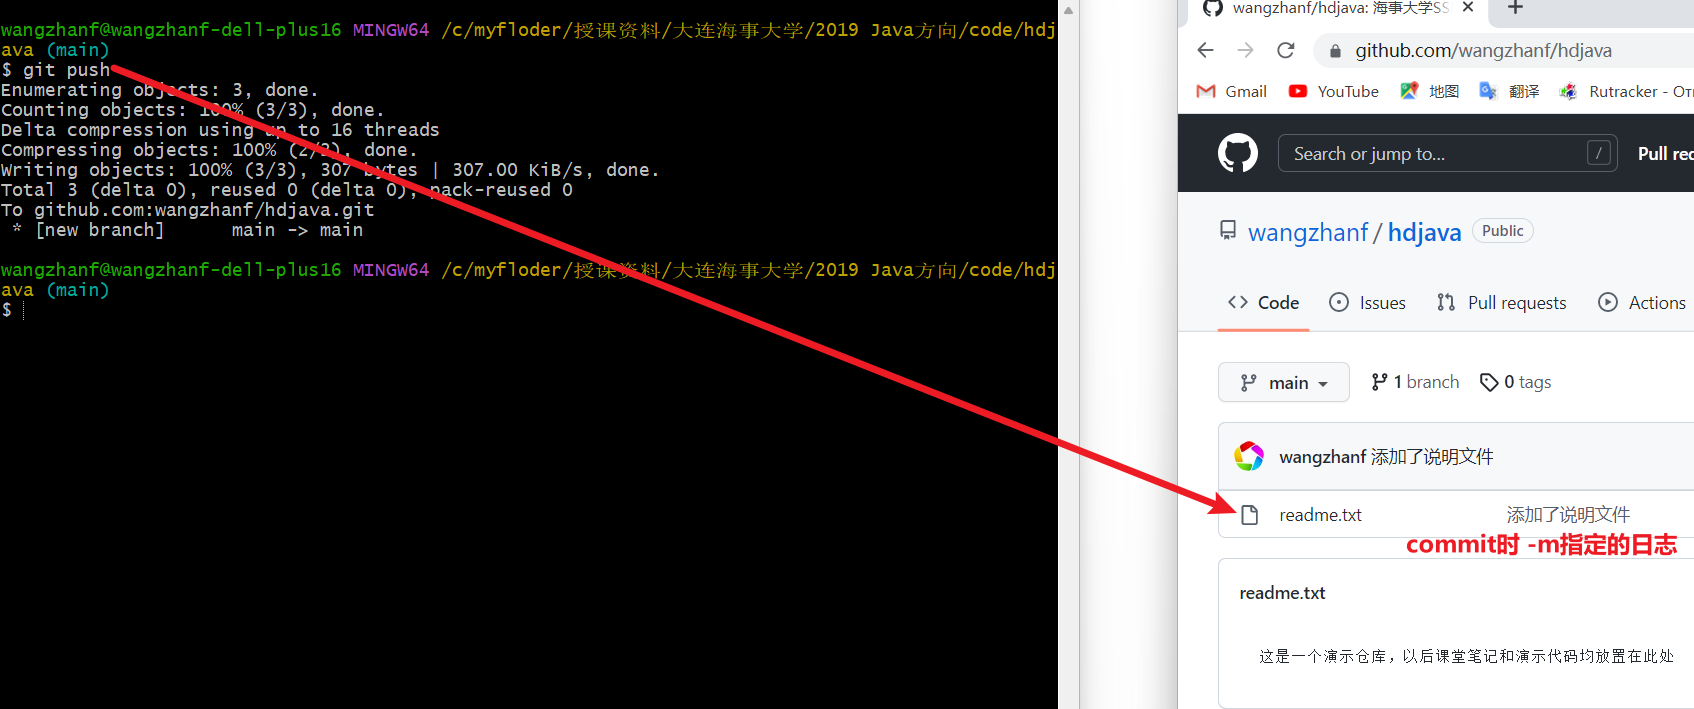 wangzhanf@wangzhanf-dell-plus16 MINGW64 /c/myfloder/授课资料/大连海事大学/2019 Java方向/code/hdj
ava (main)
$ git push
Enumerating objects: 3, done.
Counting objects: 100% (3/3), done.
Delta compression using up to 16 threads
Compressing objects: 100% (2/2), done.
Writing objects: 100% (3/3), 307 bytes | 307.00 KiB/s, done.
Total 3 (delta 0), reused 0 (delta 0), pack-reused 0
To github.com:wangzhanf/hdjava.git
 * [new branch]      main -> main
wangzhanf@wangzhanf-dell-plus16 MINGW64 /c/myfloder/授课资料/大连海事大学/2019 Java方向/code/hdj
ava (main)
$
wangzhanf/hdjava: 海事大学SS
github.com/wangzhanf/hdjava
Gmail YouTube 地图 翻译 Rutracker - От
Search or jump to... / Pull req
wangzhanf / hdjava Public
Code Issues Pull requests Actions
main 1 branch 0 tags
wangzhanf 添加了说明文件
readme.txt 添加了说明文件
commit时 -m指定的日志
readme.txt
这是一个演示仓库，以后课堂笔记和演示代码均放置在此处